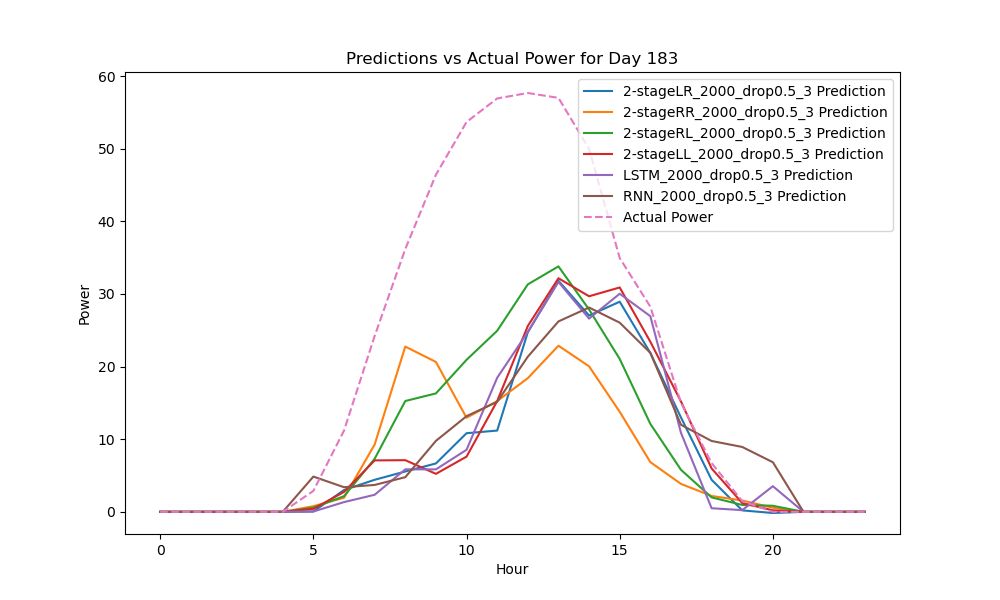 Predictions vs Actual Power for Day 183
60
50
40
30
20
10
0
Power
2-stageLR_2000_drop0.5_3 Prediction
2-stageRR_2000_drop0.5_3 Prediction
2-stageRL_2000_drop0.5_3 Prediction
2-stageLL_2000_drop0.5_3 Prediction
LSTM_2000_drop0.5_3 Prediction
RNN_2000_drop0.5_3 Prediction
Actual Power
0 5 10 15 20
Hour